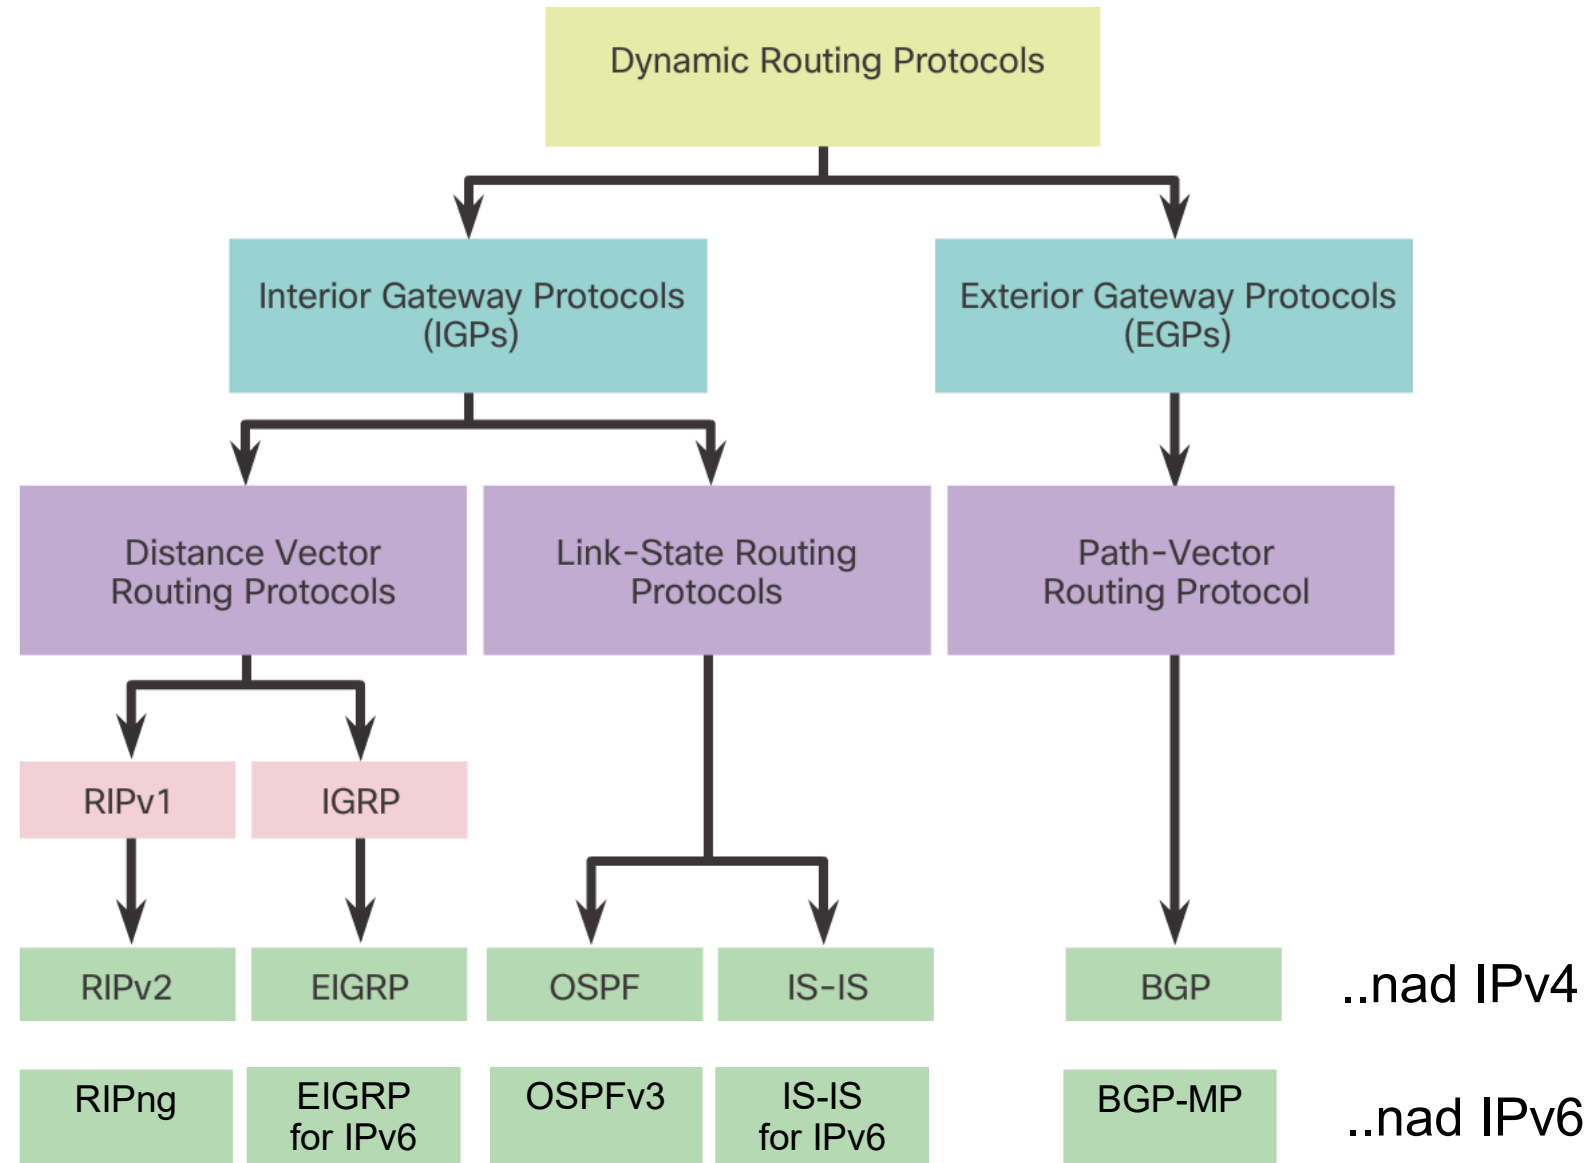 Dynamic Routing Protocols
Interior Gateway Protocols
(IGPs)
Exterior Gateway Protocols
(EGPs)
Distance Vector
Routing Protocols
Link-State Routing
Protocols
Path-Vector
Routing Protocol
RIPv1
IGRP
RIPv2
EIGRP
OSPF
IS-IS
BGP
..nad IPv4
RIPng
EIGRP
for IPv6
OSPFv3
IS-IS
for IPv6
BGP-MP
..nad IPv6